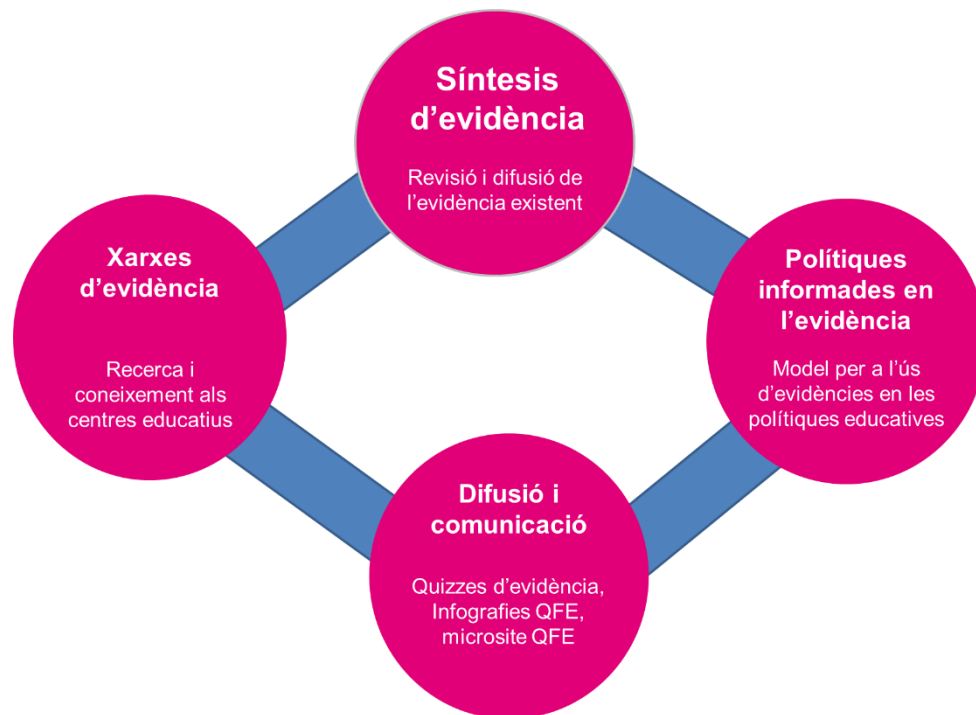 Síntesis
d’evidència
Revisió i difusió de
l’evidència existent
Xarxes
d’evidència
Recerca i
coneixement als
centres educatius
Polítiques
informades en
l’evidència
Model per a l’ús
d’evidències en les
polítiques educatives
Difusió i
comunicació
Quizzes d’evidència,
Infografies QFE,
microsite QFE